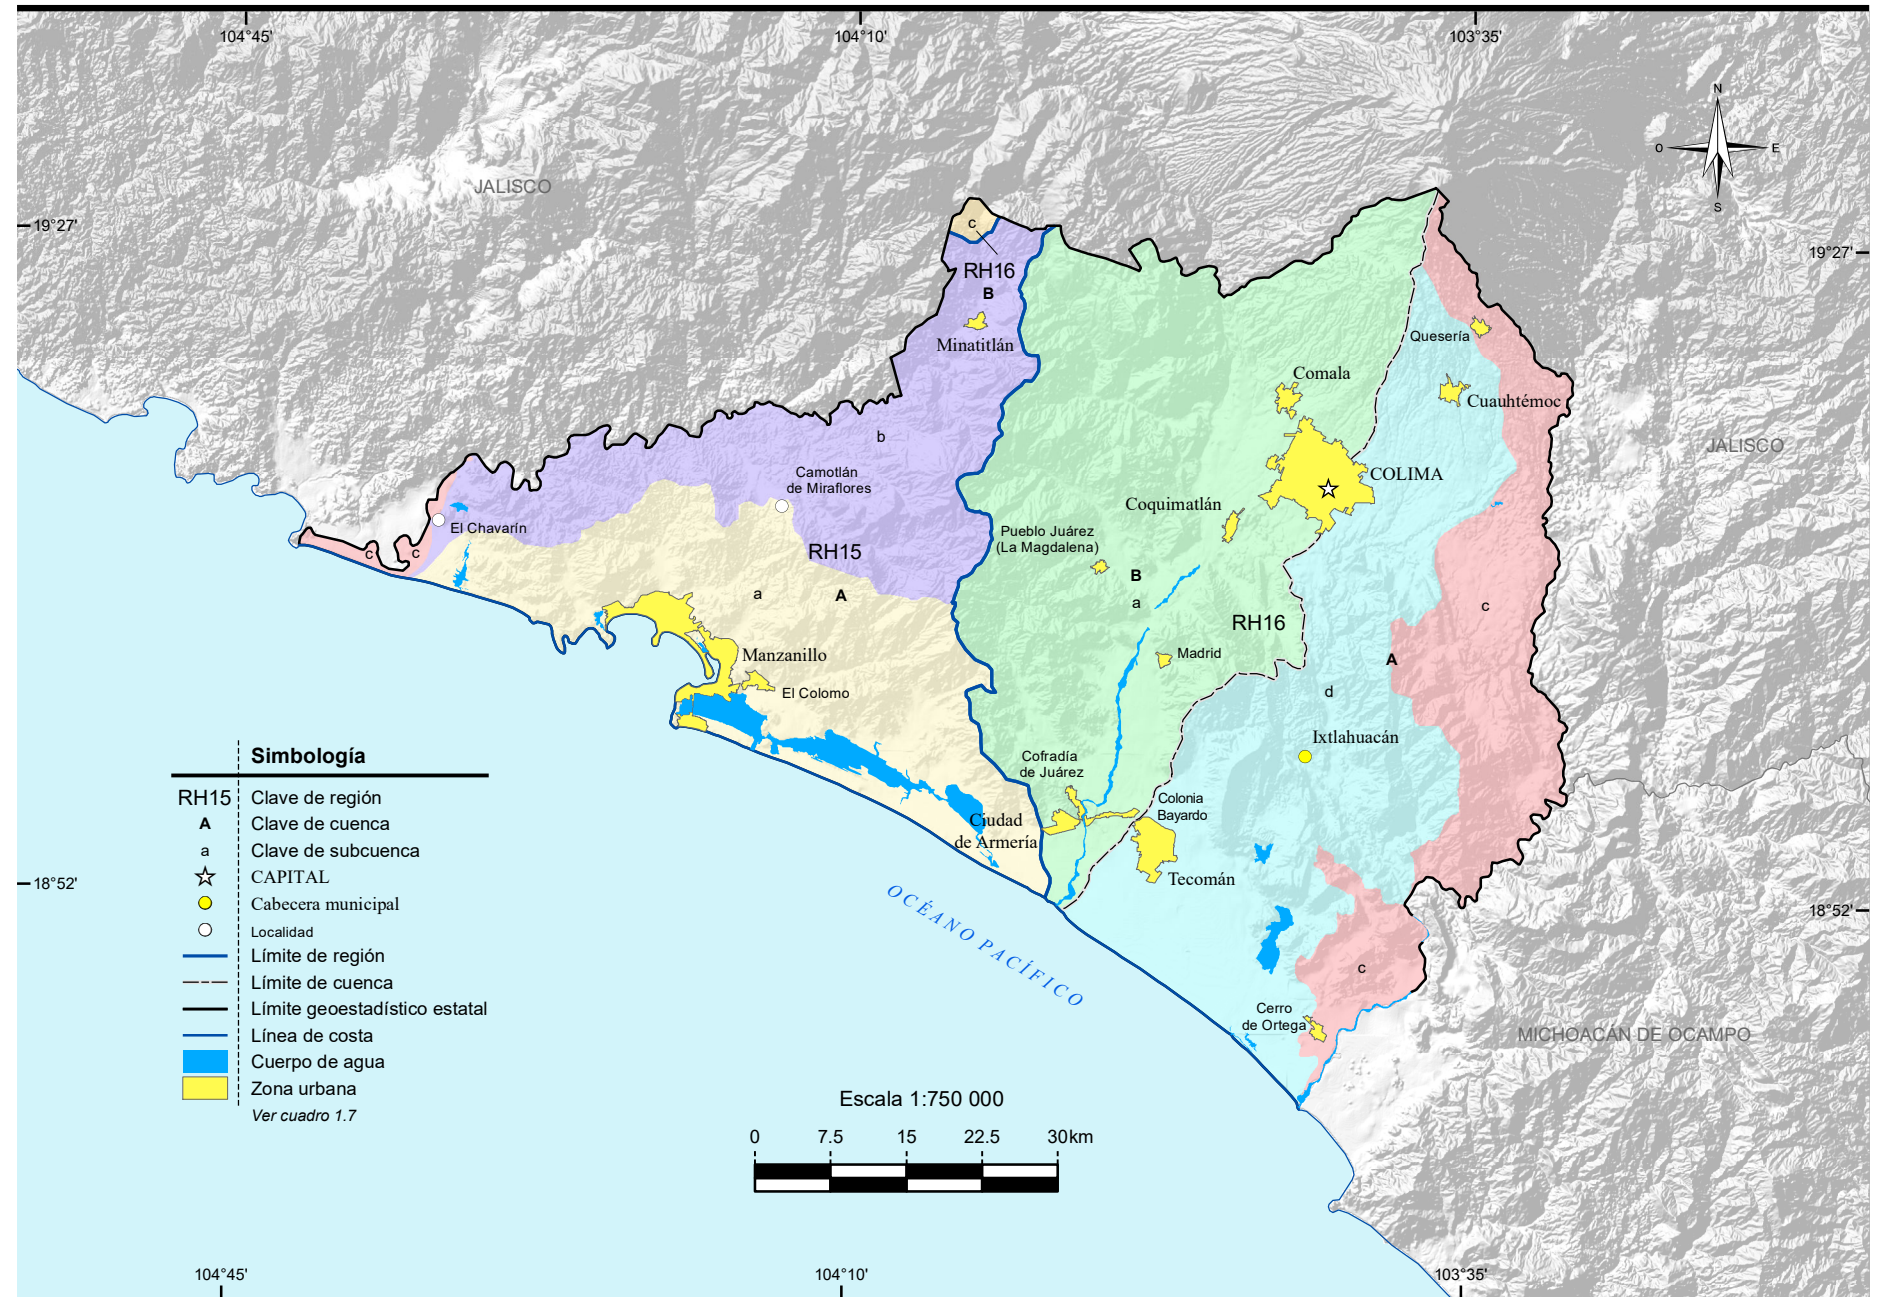 104°45'
104°10'
103°35'
N
O
E
S
JALISCO
19°27'
19°27'
c
RH16
B
Minatitlán
Quesería
Comala
Cuauhtémoc
JALISCO
b
Camotlán
de Miraflores
COLIMA
Coquimatlán
El Chavarín
Pueblo Juárez
(La Magdalena)
c
c
RH15
B
a
a
A
c
RH16
Manzanillo
Madrid
A
El Colomo
d
Ixtlahuacán
Cofradía
de Juárez
Colonia
Bayardo
Ciudad
de Armería
Tecomán
18°52'
18°52'
OCÉANO PACÍFICO
c
Cerro
de Ortega
MICHOACÁN DE OCAMPO
Simbología
RH15 Clave de región
A Clave de cuenca
a Clave de subcuenca
CAPITAL
Cabecera municipal
Localidad
Límite de región
Límite de cuenca
Límite geoestadístico estatal
Línea de costa
Cuerpo de agua
Zona urbana
Ver cuadro 1.7
Escala 1:750 000
0 7.5 15 22.5 30km
104°45'
104°10'
103°35'